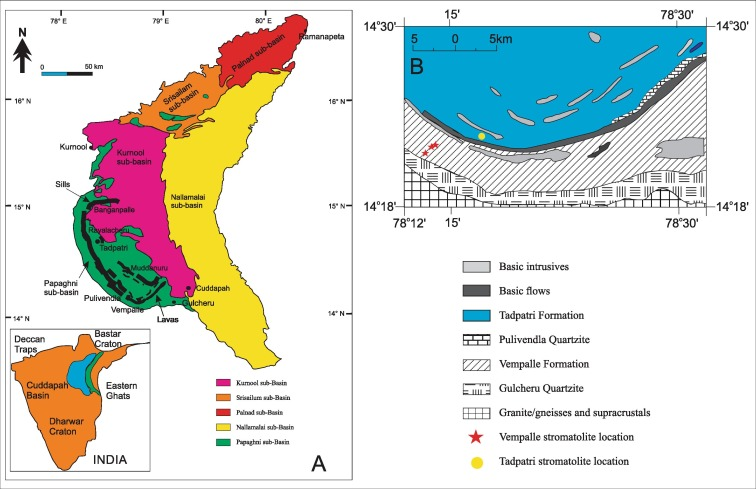 78° E
79° E
80° E
N
0
50 km
Ramanapeta
Palnad sub-basin
Srisailam
sub-basin
16° N
16° N
Kurnool
Kurnool
sub-basin
Sills
Nallamalai
sub-basin
15° N
15° N
Banganpalle
Rayalacheru
Tadpatri
Muddanuru
Papaghni
sub-basin
Pulivendla
Cuddapah
Vempalle
Gulcheru
Lavas
14° N
14° N
Deccan
Traps
Bastar
Craton
Cuddapah
Basin
Eastern
Ghats
Dharwar
Craton
INDIA
Kurnool sub-Basin
Srisailum sub-Basin
Palnad sub-Basin
Nallamalai sub-Basin
Papaghni sub-Basin
A
14°30'
15'
78°30'
14°30'
5
0
5km
B
14°18'
14°18'
78°12'
15'
78°30'
Basic intrusives
Basic flows
Tadpatri Formation
Pulivendla Quartzite
Vempalle Formation
Gulcheru Quartzite
Granite/gneisses and supracrustals
Vempalle stromatolite location
Tadpatri stromatolite location